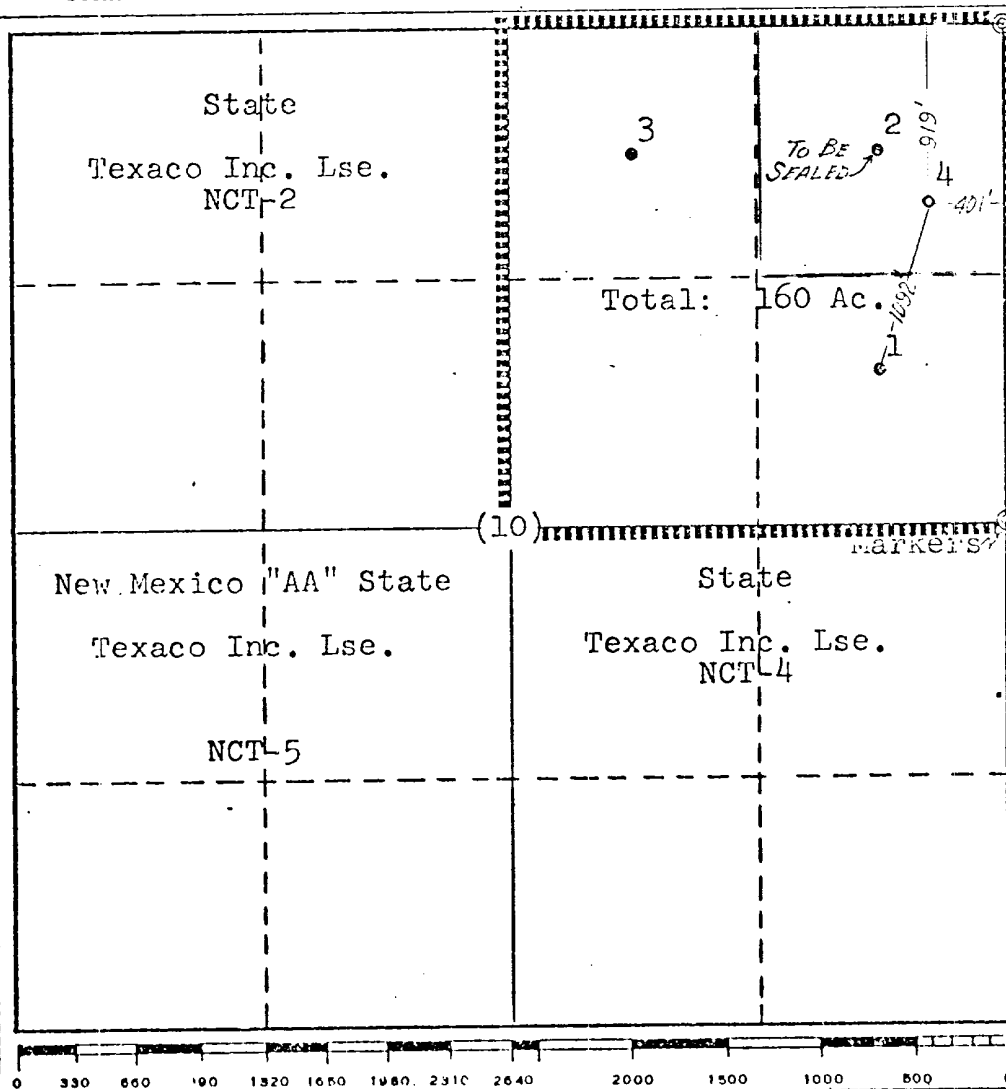 State
Texaco Inc. Lse.
NCT-2
3
2
TO BE
SEALED
919'
4
-401'-
Total: 160 Ac.
-1092'-
1
(10)
Markers
New Mexico "AA" State
Texaco Inc. Lse.
NCT-5
State
Texaco Inc. Lse.
NCT-4
0 330 660 '90 1320 1650 1980. 2310 2640 2000 1500 1000 500